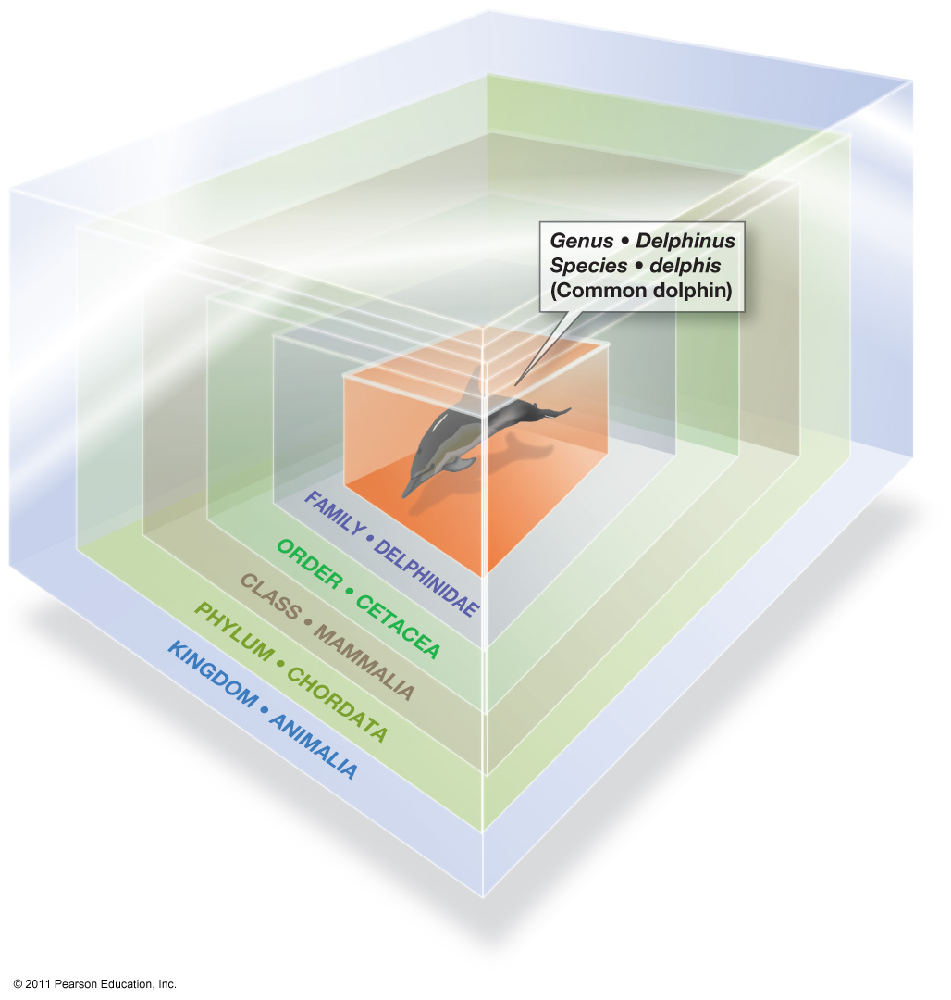 Genus • Delphinus
Species • delphis
(Common dolphin)
FAMILY • DELPHINIDAE
ORDER • CETACEA
CLASS • MAMMALIA
PHYLUM • CHORDATA
KINGDOM • ANIMALIA
© 2011 Pearson Education, Inc.